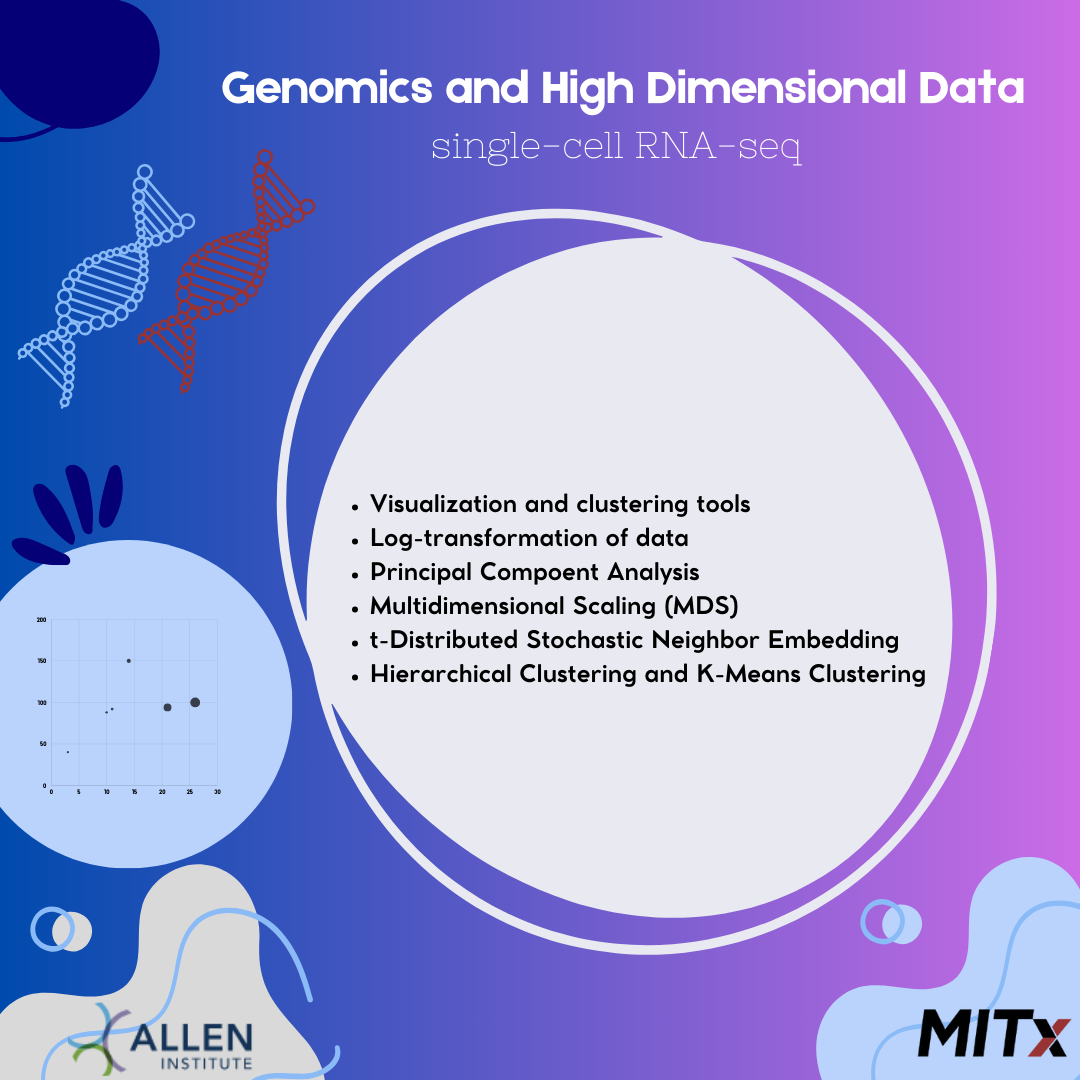 Genomics and High Dimensional Data
single-cell RNA-seq
• Visualization and clustering tools
• Log-transformation of data
• Principal Compoent Analysis
• Multidimensional Scaling (MDS)
• t-Distributed Stochastic Neighbor Embedding
• Hierarchical Clustering and K-Means Clustering
200
150
100
50
0
0 5 10 15 20 25 30
ALLEN
INSTITUTE
MITx